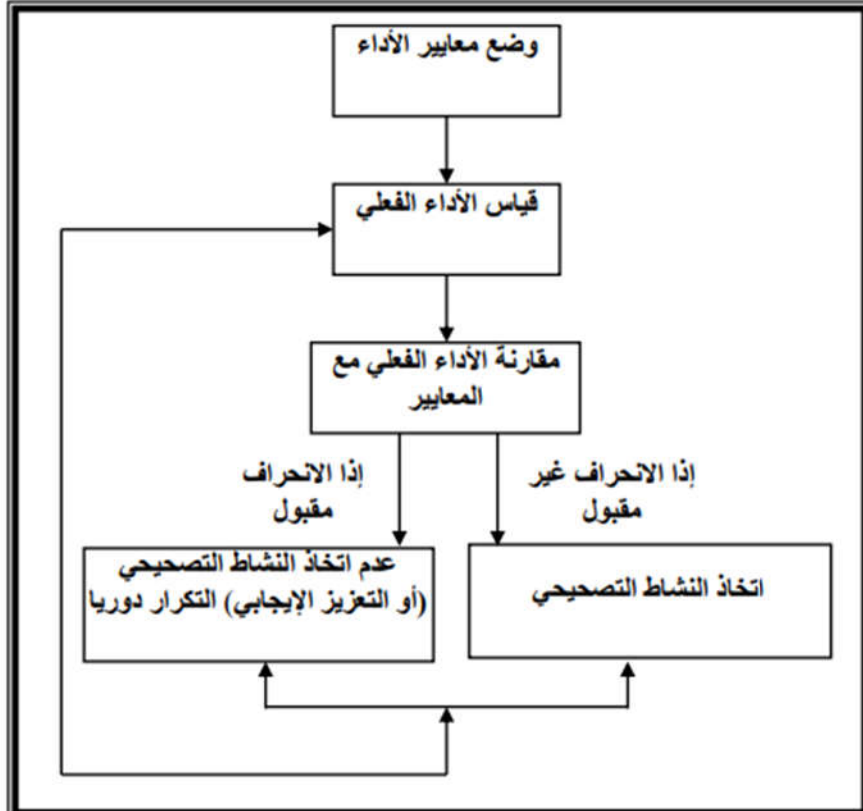 وضع معايير الأداء
قياس الأداء الفعلي
مقارنة الأداء الفعلي مع
المعايير
إذا الانحراف غير
مقبول
إذا الانحراف
مقبول
اتخاذ النشاط التصحيحي
عدم اتخاذ النشاط التصحيحي
(أو التعزيز الإيجابي) التكرار دوريا